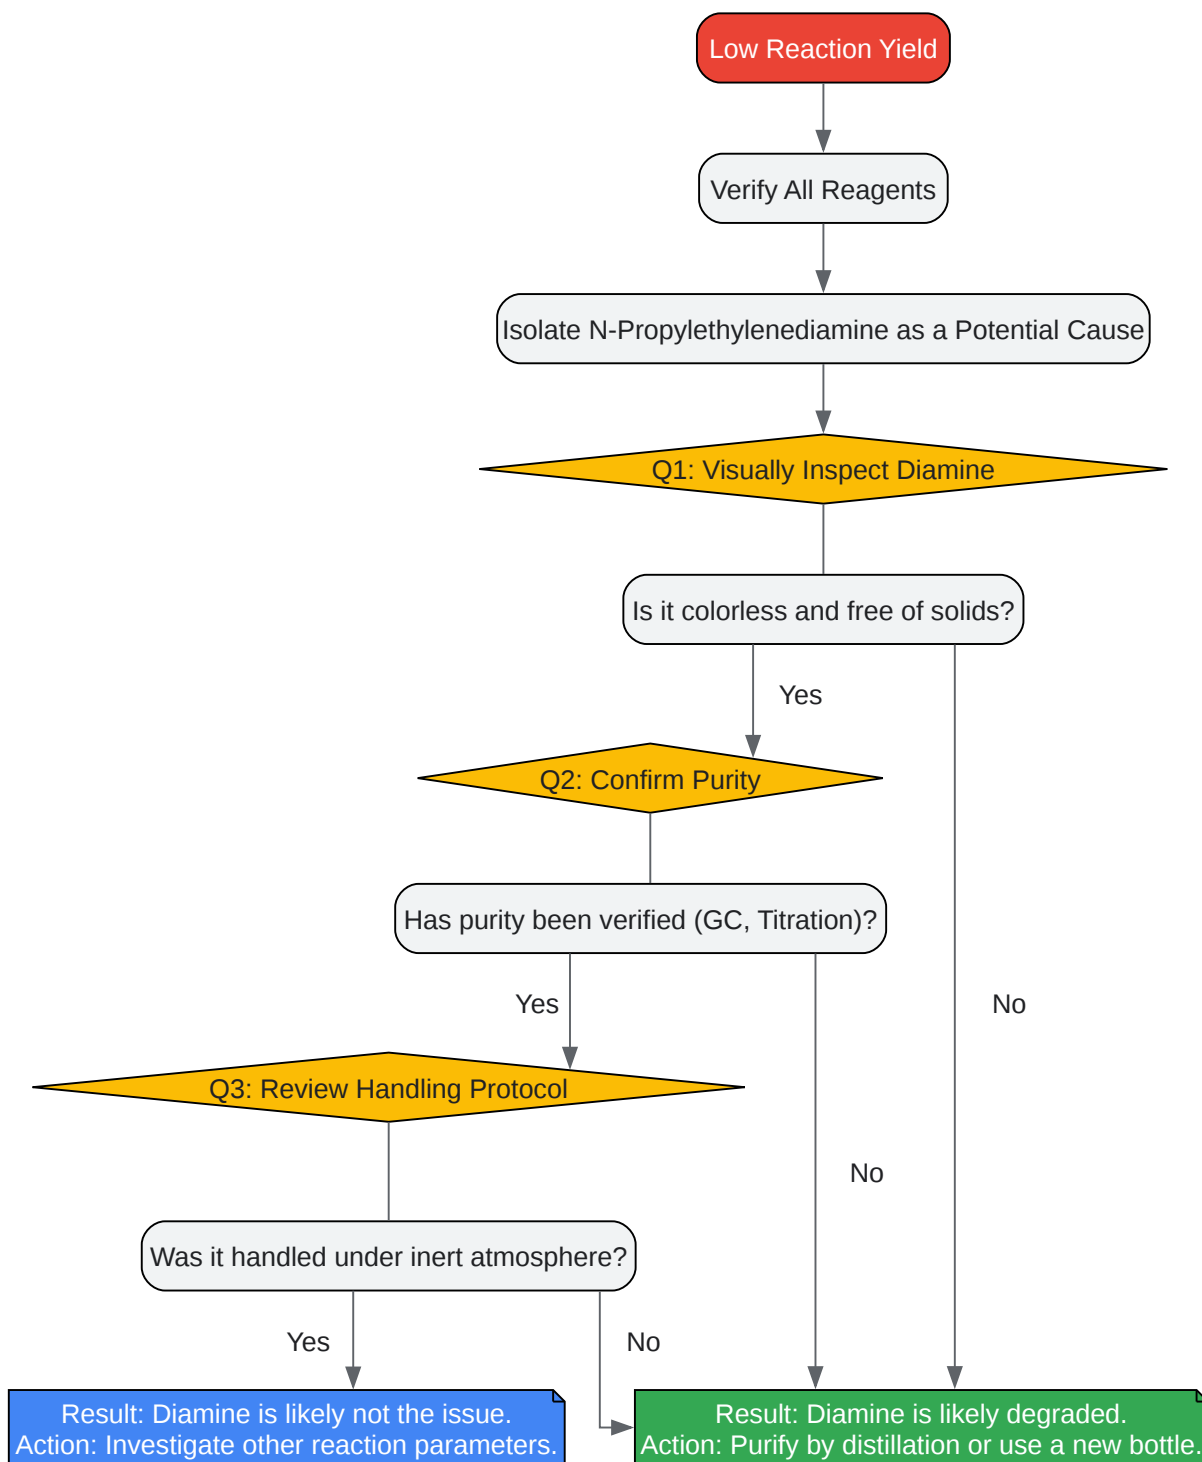 Low Reaction Yield
Verify All Reagents
Isolate N-Propylethylenediamine as a Potential Cause
Q1: Visually Inspect Diamine
Is it colorless and free of solids?
Yes
Q2: Confirm Purity
Has purity been verified (GC, Titration)?
Yes
No
Q3: Review Handling Protocol
No
Was it handled under inert atmosphere?
Yes
No
Result: Diamine is likely not the issue.
Action: Investigate other reaction parameters.
Result: Diamine is likely degraded.
Action: Purify by distillation or use a new bottle.